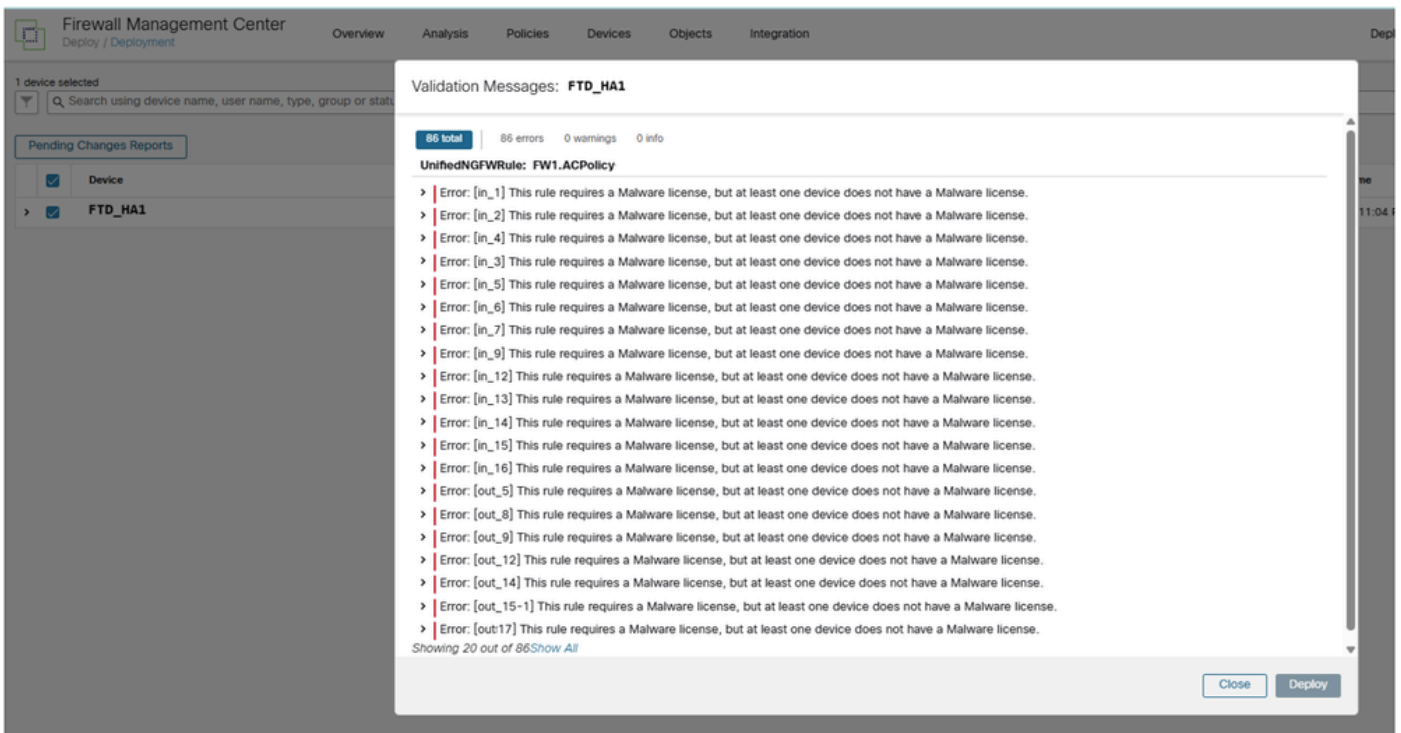 Firewall Management Center
Deploy / Deployment
Overview Analysis Policies Devices Objects Integration
1 device selected
Search using device name, user name, type, group or statu
Pending Changes Reports
Device
FTD_HA1
11:04
Validation Messages: FTD_HA1
86 total 86 errors 0 warnings 0 info
UnifiedNGFWRule: FW1.ACPolicy
Error: [in_1] This rule requires a Malware license, but at least one device does not have a Malware license.
Error: [in_2] This rule requires a Malware license, but at least one device does not have a Malware license.
Error: [in_4] This rule requires a Malware license, but at least one device does not have a Malware license.
Error: [in_3] This rule requires a Malware license, but at least one device does not have a Malware license.
Error: [in_5] This rule requires a Malware license, but at least one device does not have a Malware license.
Error: [in_6] This rule requires a Malware license, but at least one device does not have a Malware license.
Error: [in_7] This rule requires a Malware license, but at least one device does not have a Malware license.
Error: [in_9] This rule requires a Malware license, but at least one device does not have a Malware license.
Error: [in_12] This rule requires a Malware license, but at least one device does not have a Malware license.
Error: [in_13] This rule requires a Malware license, but at least one device does not have a Malware license.
Error: [in_14] This rule requires a Malware license, but at least one device does not have a Malware license.
Error: [in_15] This rule requires a Malware license, but at least one device does not have a Malware license.
Error: [in_16] This rule requires a Malware license, but at least one device does not have a Malware license.
Error: [out_5] This rule requires a Malware license, but at least one device does not have a Malware license.
Error: [out_8] This rule requires a Malware license, but at least one device does not have a Malware license.
Error: [out_9] This rule requires a Malware license, but at least one device does not have a Malware license.
Error: [out_12] This rule requires a Malware license, but at least one device does not have a Malware license.
Error: [out_14] This rule requires a Malware license, but at least one device does not have a Malware license.
Error: [out_15-1] This rule requires a Malware license, but at least one device does not have a Malware license.
Error: [out:17] This rule requires a Malware license, but at least one device does not have a Malware license.
Showing 20 out of 86Show All
Close Deploy